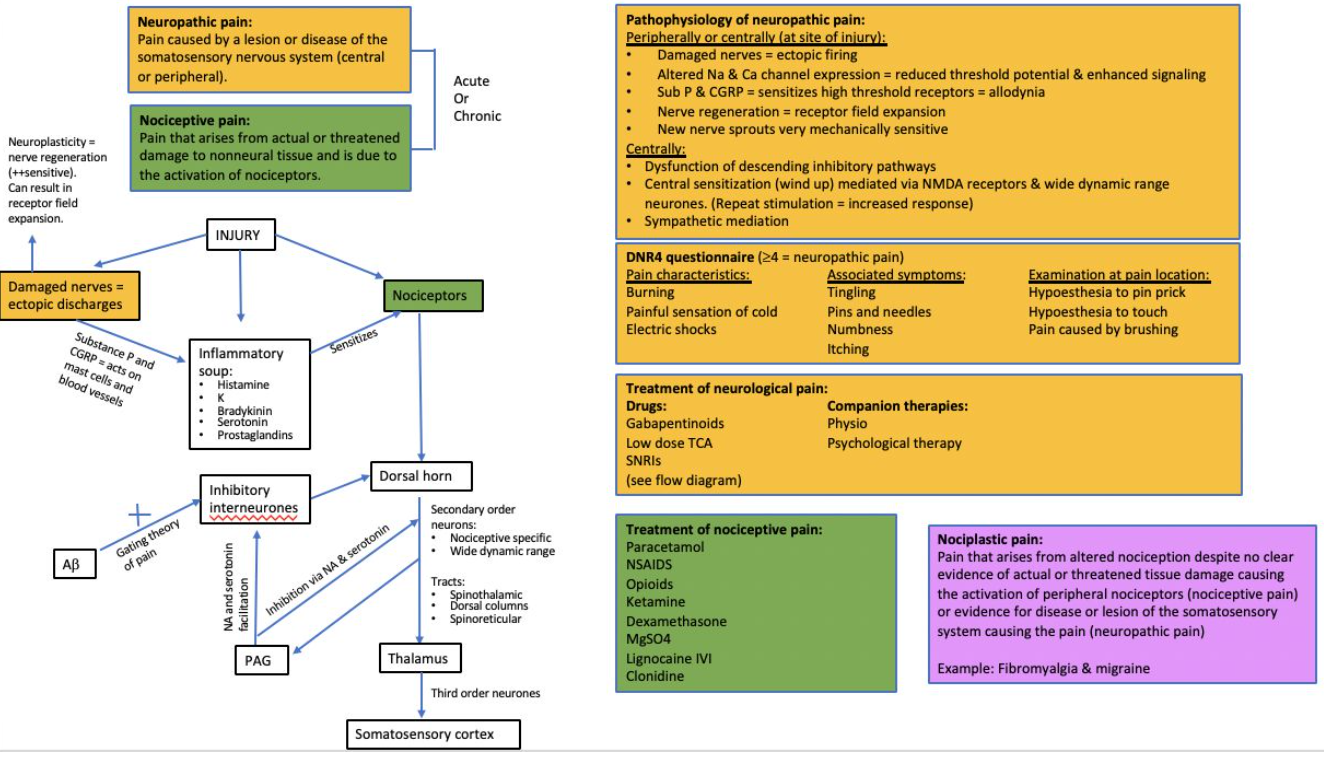 Neuropathic pain:
Pain caused by a lesion or disease of the
somatosensory nervous system (central
or peripheral).
Acute
Or
Chronic
Nociceptive pain:
Pain that arises from actual or threatened
damage to nonneural tissue and is due to
the activation of nociceptors.
Neuroplasticity =
nerve regeneration
(++sensitive).
Can result in
receptor field
expansion.
INJURY
Damaged nerves =
ectopic discharges
Nociceptors
Substance P and
CGRP = acts on
mast cells and
blood vessels
Sensitizes
Inflammatory
soup:
• Histamine
• K
• Bradykinin
• Serotonin
• Prostaglandins
Dorsal horn
Inhibitory
interneurones
Gating theory
of pain
Aβ
NA and serotonin
facilitation
Inhibition via NA & serotonin
Secondary order
neurons:
• Nociceptive specific
• Wide dynamic range
Tracts:
• Spinothalamic
• Dorsal columns
• Spinoreticular
PAG
Thalamus
Third order neurones
Somatosensory cortex
Pathophysiology of neuropathic pain:
Peripherally or centrally (at site of injury):
• Damaged nerves = ectopic firing
• Altered Na & Ca channel expression = reduced threshold potential & enhanced signaling
• Sub P & CGRP = sensitizes high threshold receptors = allodynia
• Nerve regeneration = receptor field expansion
• New nerve sprouts very mechanically sensitive
Centrally:
• Dysfunction of descending inhibitory pathways
• Central sensitization (wind up) mediated via NMDA receptors & wide dynamic range
neurones. (Repeat stimulation = increased response)
• Sympathetic mediation
DNR4 questionnaire (≥4 = neuropathic pain)
Pain characteristics:
Burning
Painful sensation of cold
Electric shocks
Associated symptoms:
Tingling
Pins and needles
Numbness
Itching
Examination at pain location:
Hypoesthesia to pin prick
Hypoesthesia to touch
Pain caused by brushing
Treatment of neurological pain:
Drugs:
Gabapentinoids
Low dose TCA
SNRIs
(see flow diagram)
Companion therapies:
Physio
Psychological therapy
Treatment of nociceptive pain:
Paracetamol
NSAIDS
Opioids
Ketamine
Dexamethasone
MgSO4
Lignocaine IVI
Clonidine
Nociplastic pain:
Pain that arises from altered nociception despite no clear
evidence of actual or threatened tissue damage causing
the activation of peripheral nociceptors (nociceptive pain)
or evidence for disease or lesion of the somatosensory
system causing the pain (neuropathic pain)
Example: Fibromyalgia & migraine